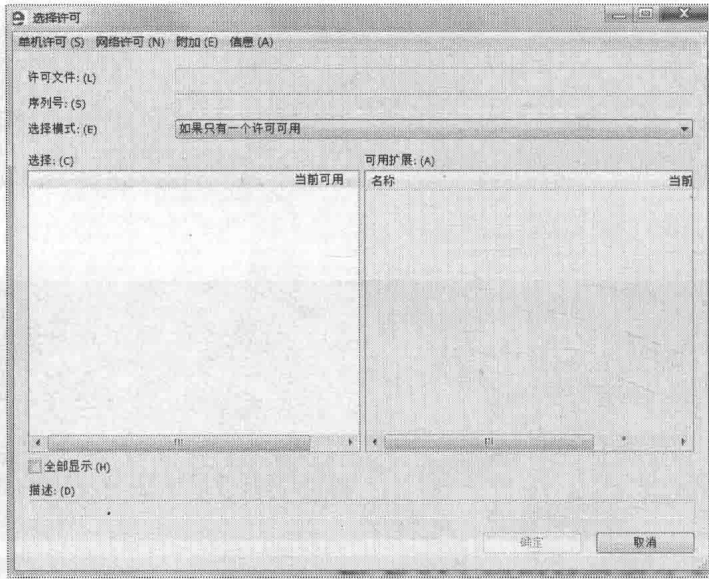 选择许可
单机许可 (S) 网络许可 (N) 附加 (E) 信息 (A)
许可文件: (L)
序列号: (S)
选择模式: (E) 如果只有一个许可可用
选择: (C) 可用扩展: (A)
当前可用 名称 当前
全部显示 (H)
描述: (D)
确定 取消